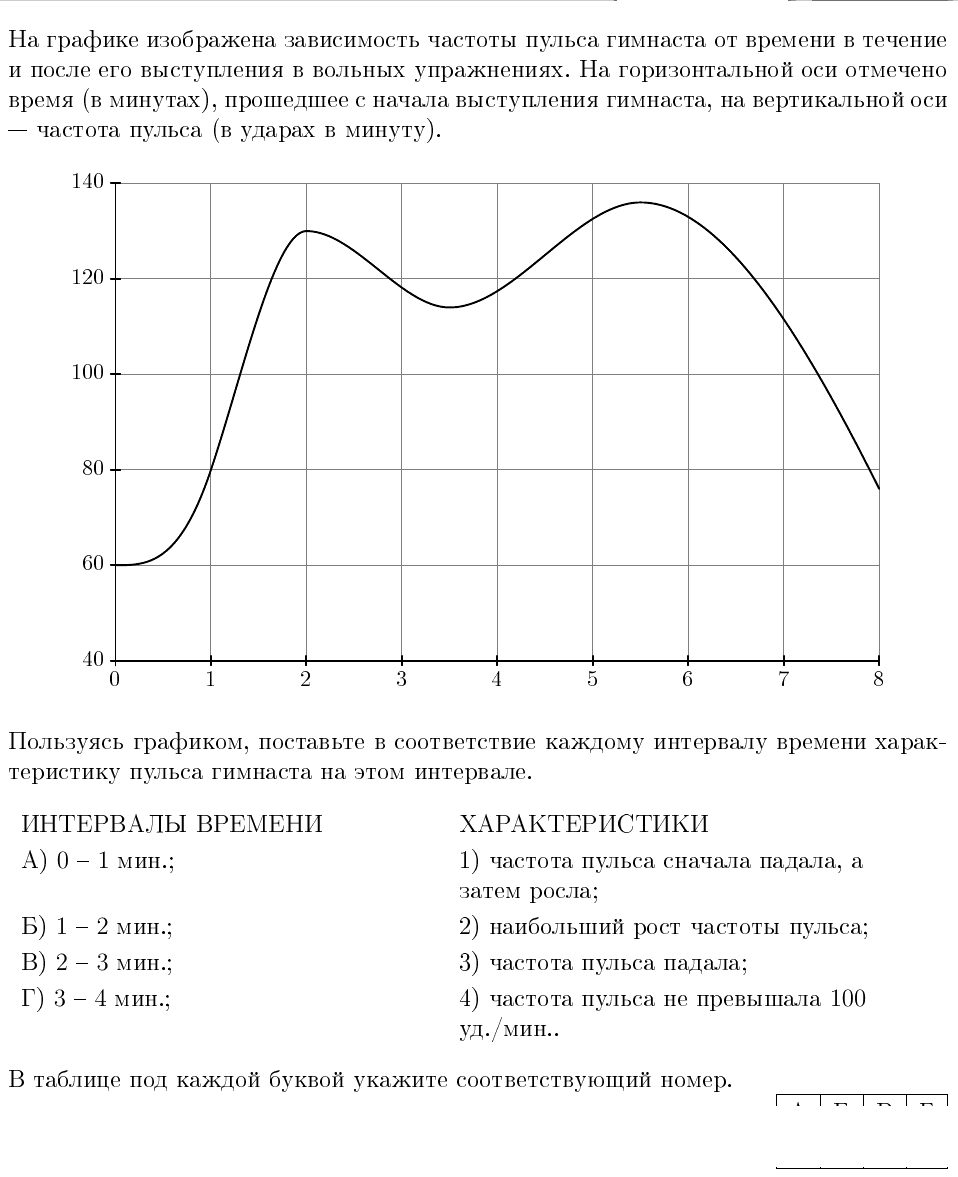 На графике изображена зависимость частоты пульса гимнаста от времени в течение
и после его выступления в вольных упражнениях. На горизонтальной оси отмечено
время (в минутах), прошедшее с начала выступления гимнаста, на вертикальной оси
— частота пульса (в ударах в минуту).
140
120
100
80
60
40
0 1 2 3 4 5 6 7 8
Пользуясь графиком, поставьте в соответствие каждому интервалу времени харак-
теристику пульса гимнаста на этом интервале.
ИНТЕРВАЛЫ ВРЕМЕНИ ХАРАКТЕРИСТИКИ
А) 0 – 1 мин.; 1) частота пульса сначала падала, а
затем росла;
Б) 1 – 2 мин.; 2) наибольший рост частоты пульса;
В) 2 – 3 мин.; 3) частота пульса падала;
Г) 3 – 4 мин.; 4) частота пульса не превышала 100
уд./мин..
В таблице под каждой буквой укажите соответствующий номер.